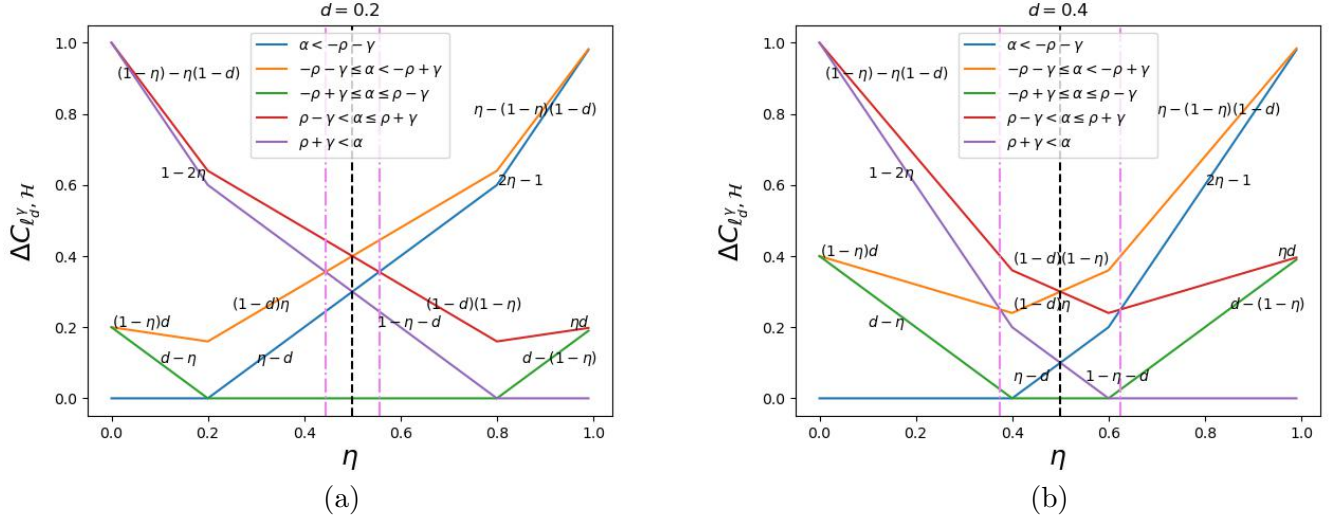 d = 0.2
ΔC_{ℓ_d^γ, ℋ}
1.0
0.8
0.6
0.4
0.2
0.0
α < −ρ − γ
−ρ − γ ≤ α < −ρ + γ
−ρ + γ ≤ α ≤ ρ − γ
ρ − γ < α ≤ ρ + γ
ρ + γ < α
(1 − η) − η(1 − d)
η − (1 − η)(1 − d)
1 − 2η
2η − 1
(1 − d)η
(1 − d)(1 − η)
(1 − η)d
1 − η − d
ηd
d − η
η − d
d − (1 − η)
0.0 0.2 0.4 0.6 0.8 1.0
η
(a)
d = 0.4
ΔC_{ℓ_d^γ, ℋ}
1.0
0.8
0.6
0.4
0.2
0.0
α < −ρ − γ
−ρ − γ ≤ α < −ρ + γ
−ρ + γ ≤ α ≤ ρ − γ
ρ − γ < α ≤ ρ + γ
ρ + γ < α
(1 − η) − η(1 − d)
η − (1 − η)(1 − d)
1 − 2η
2η − 1
(1 − η)d
(1 − d)(1 − η)
ηd
(1 − d)η
d − (1 − η)
d − η
η − d
1 − η − d
0.0 0.2 0.4 0.6 0.8 1.0
η
(b)